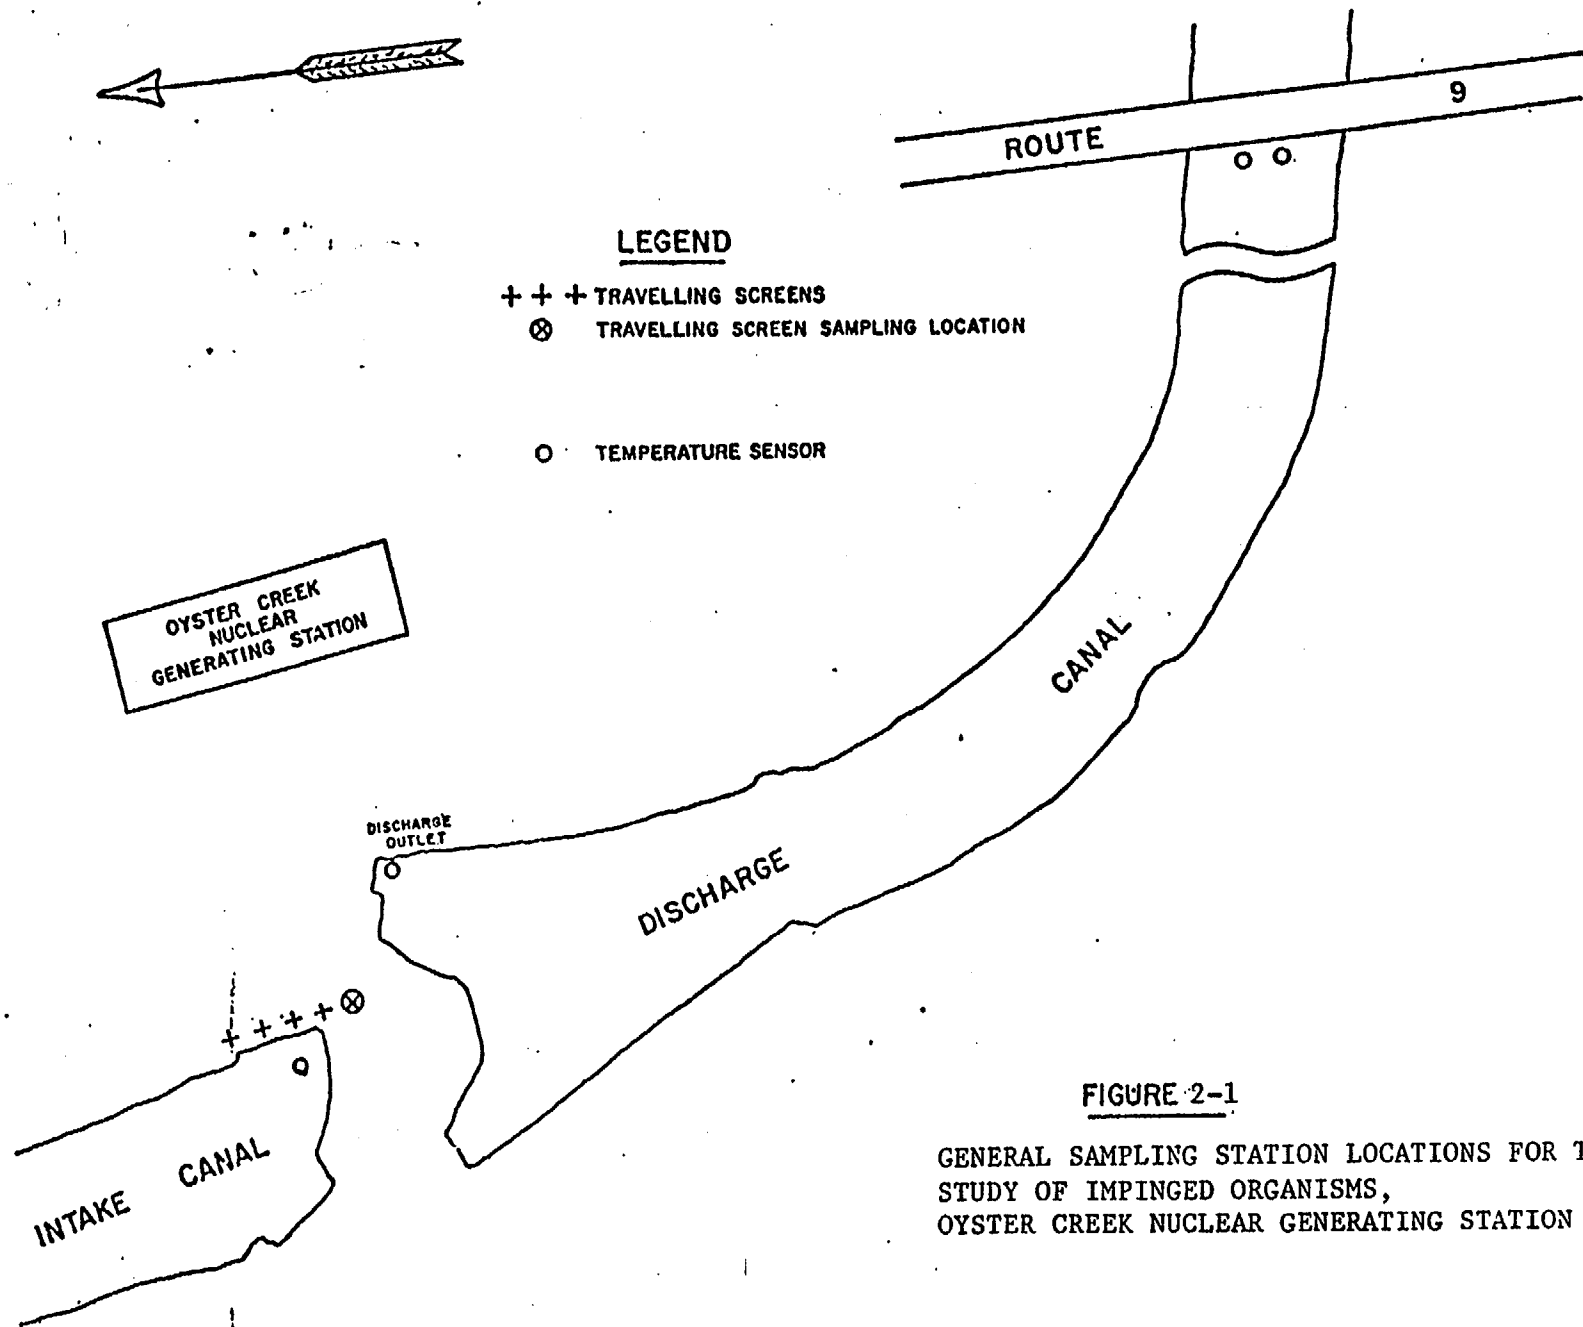 ROUTE 9
LEGEND
+ + + TRAVELLING SCREENS
⊗ TRAVELLING SCREEN SAMPLING LOCATION
O TEMPERATURE SENSOR
OYSTER CREEK
NUCLEAR
GENERATING STATION
CANAL
DISCHARGE
OUTLET
DISCHARGE
INTAKE CANAL
FIGURE 2-1
GENERAL SAMPLING STATION LOCATIONS FOR
STUDY OF IMPINGED ORGANISMS,
OYSTER CREEK NUCLEAR GENERATING STATION